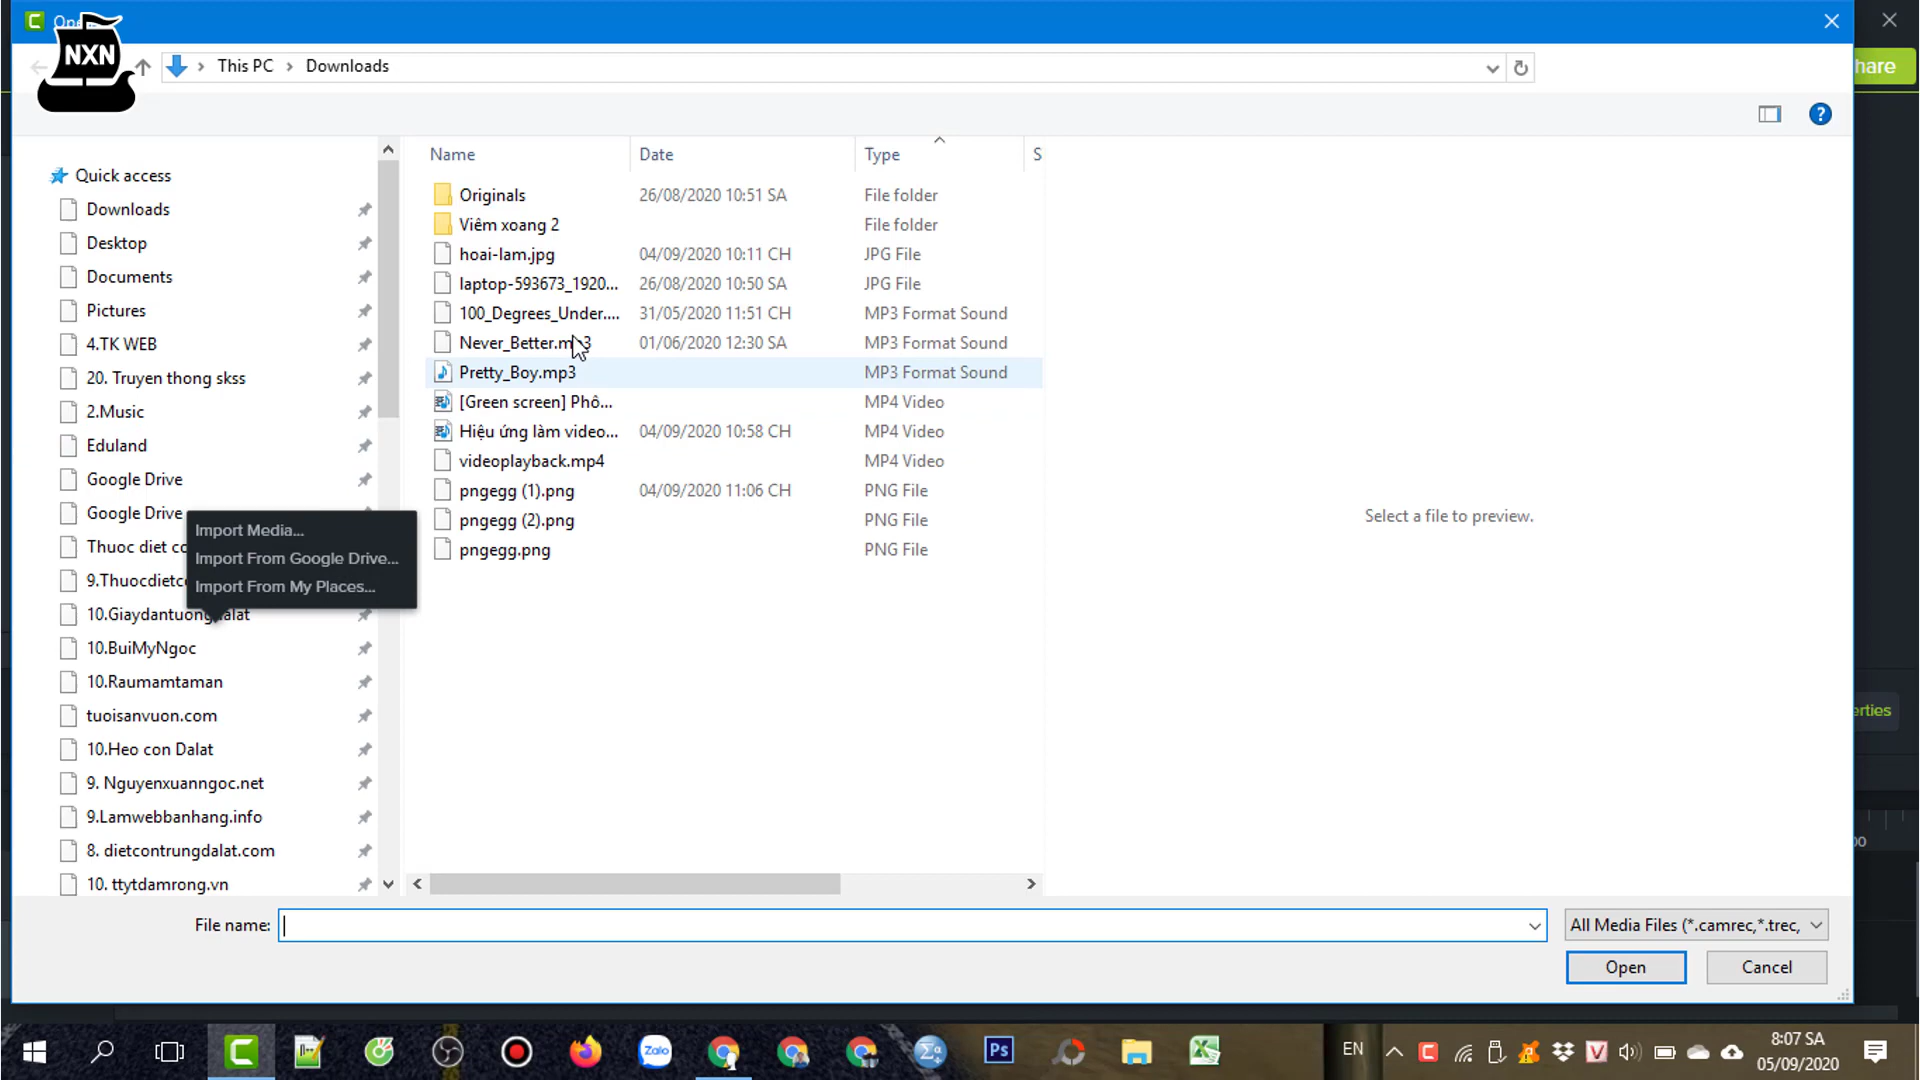 NXN
hare
This PC
Downloads
Name
Date
Type
S
Quick access
Downloads
Desktop
Documents
Pictures
4.TK WEB
20. Truyen thong skss
2.Music
Eduland
Google Drive
Google Drive
Thuoc diet co
9.Thuocdietc
10.Giaydantuongdalat
10.BuiMyNgoc
10.Raumamtaman
tuoisanvuon.com
10.Heo con Dalat
9. Nguyenxuanngoc.net
9.Lamwebbanhang.info
8. dietcontrungdalat.com
10. ttytdamrong.vn
Import Media...
Import From Google Drive...
Import From My Places...
Originals 26/08/2020 10:51 SA File folder
Viêm xoang 2 File folder
hoai-lam.jpg 04/09/2020 10:11 CH JPG File
laptop-593673_1920... 26/08/2020 10:50 SA JPG File
100_Degrees_Under.... 31/05/2020 11:51 CH MP3 Format Sound
Never_Better.mp3 01/06/2020 12:30 SA MP3 Format Sound
Pretty_Boy.mp3 MP3 Format Sound
[Green screen] Phô... MP4 Video
Hiệu ứng làm video... 04/09/2020 10:58 CH MP4 Video
videoplayback.mp4 MP4 Video
pngegg (1).png 04/09/2020 11:06 CH PNG File
pngegg (2).png PNG File
pngegg.png PNG File
Select a file to preview.
erties
00
File name:
All Media Files (*.camrec,*.trec,
Open
Cancel
Zalo
Ps
EN
8:07 SA
05/09/2020